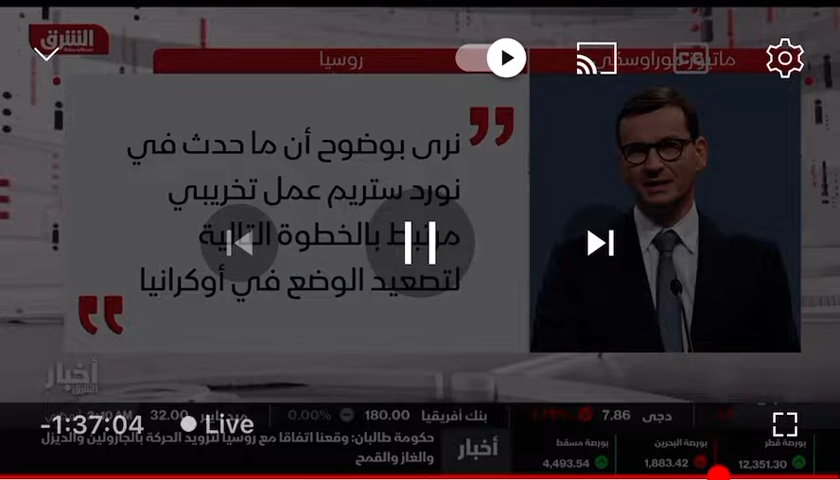 الشرق
روسيا
ماتيوز موراوسكي
CC
نرى بوضوح أن ما حدث في
نورد ستريم عمل تخريبي
مرتبط بالخطوة التالية
لتصعيد الوضع في أوكرانيا
أخبار
الشرق
32.00
0.00%
180.00
بنك أفريقيا
7.86
دجى
-1:37:04
Live
حكومة طالبان: وقعنا اتفاقا مع روسيا لتزويد الحركة بالجازولين والديزل
والغاز والقمح
أخبار
بورصة مسقط
4,493.54
بورصة البحرين
1,883.42
بورصة قطر
12,351.30